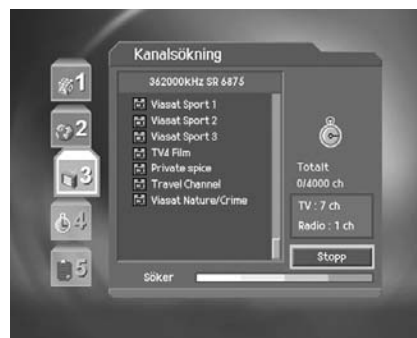 Kanalsökning
1
2
3
4
5
362000kHz SR 6875
Viasat Sport 1
Viasat Sport 2
Viasat Sport 3
TV4 Film
Private spice
Travel Channel
Viasat Nature/Crime
Totalt
0/4000 ch
TV : 7 ch
Radio : 1 ch
Stopp
Söker